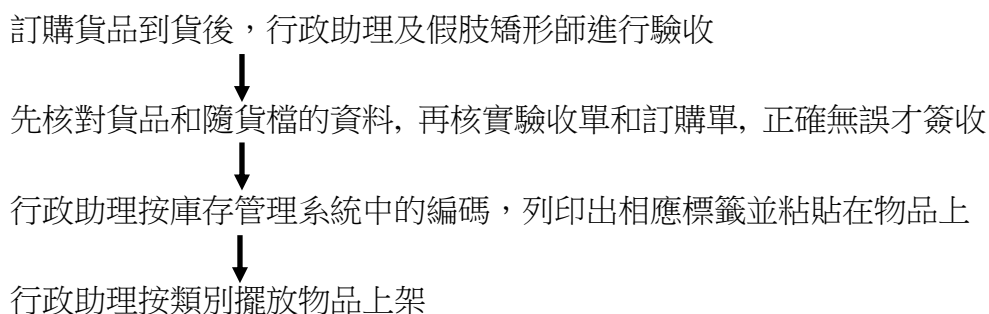 訂購貨品到貨後，行政助理及假肢矯形師進行驗收
先核對貨品和隨貨檔的資料, 再核實驗收單和訂購單, 正確無誤才簽收
行政助理按庫存管理系統中的編碼，列印出相應標籤並粘貼在物品上
行政助理按類別擺放物品上架